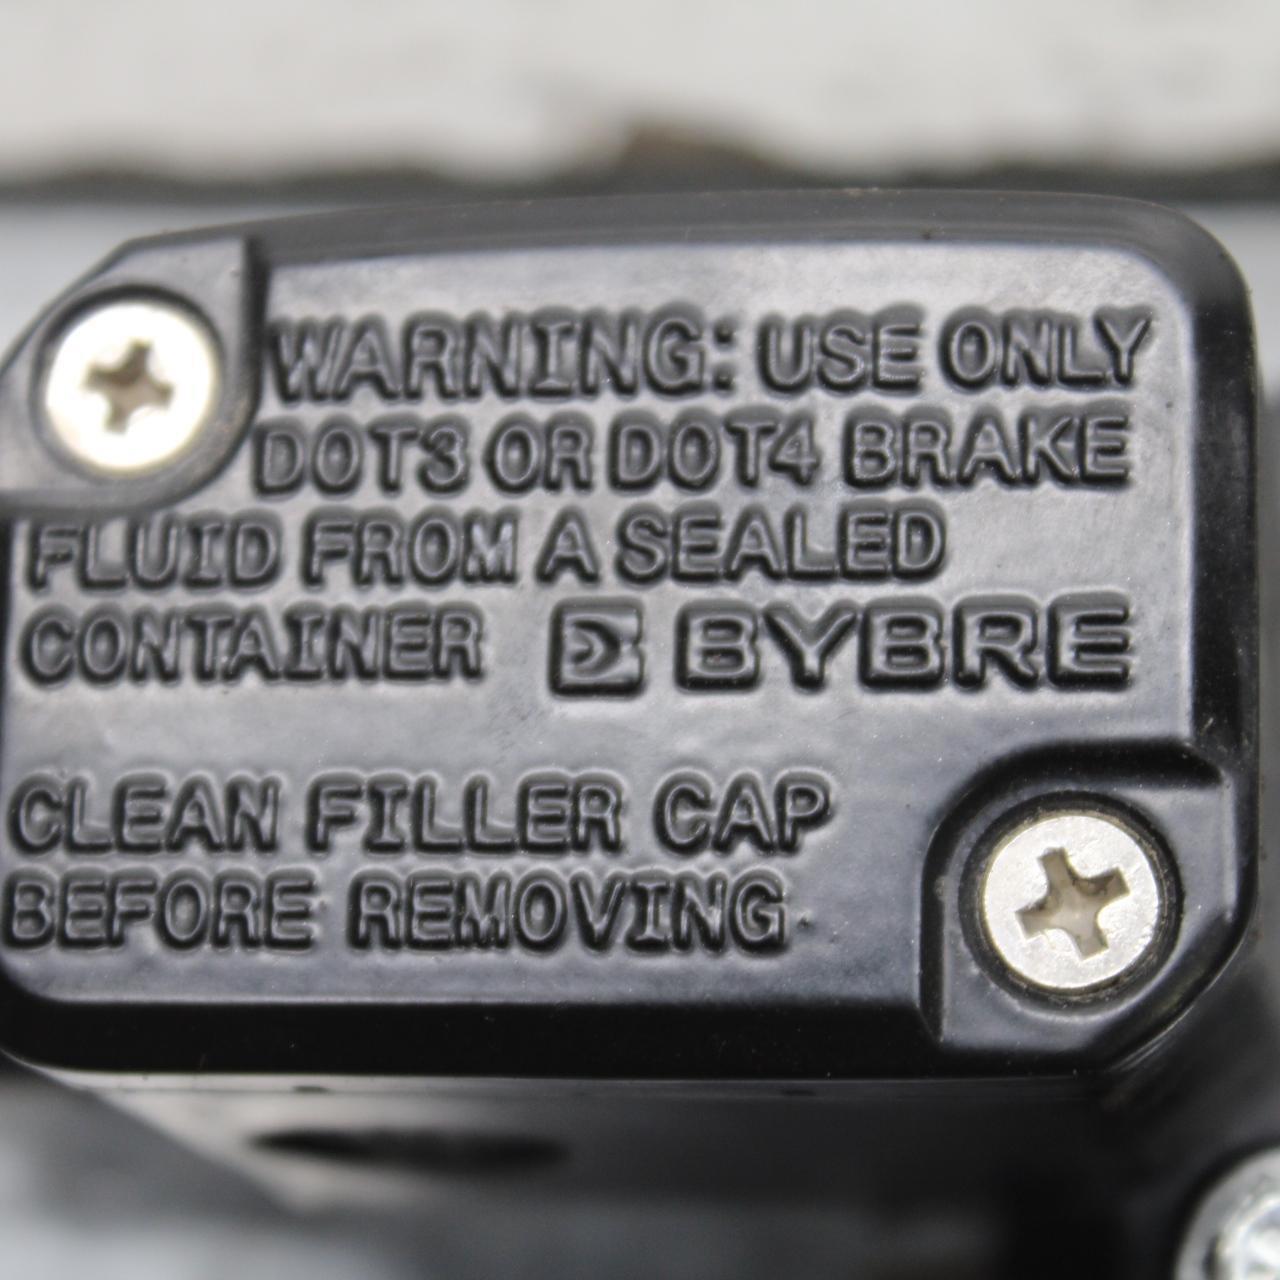 WARNING: USE ONLY
DOT3 OR DOT4 BRAKE
FLUID FROM A SEALED
CONTAINER BYBRE
CLEAN FILLER CAP
BEFORE REMOVING.